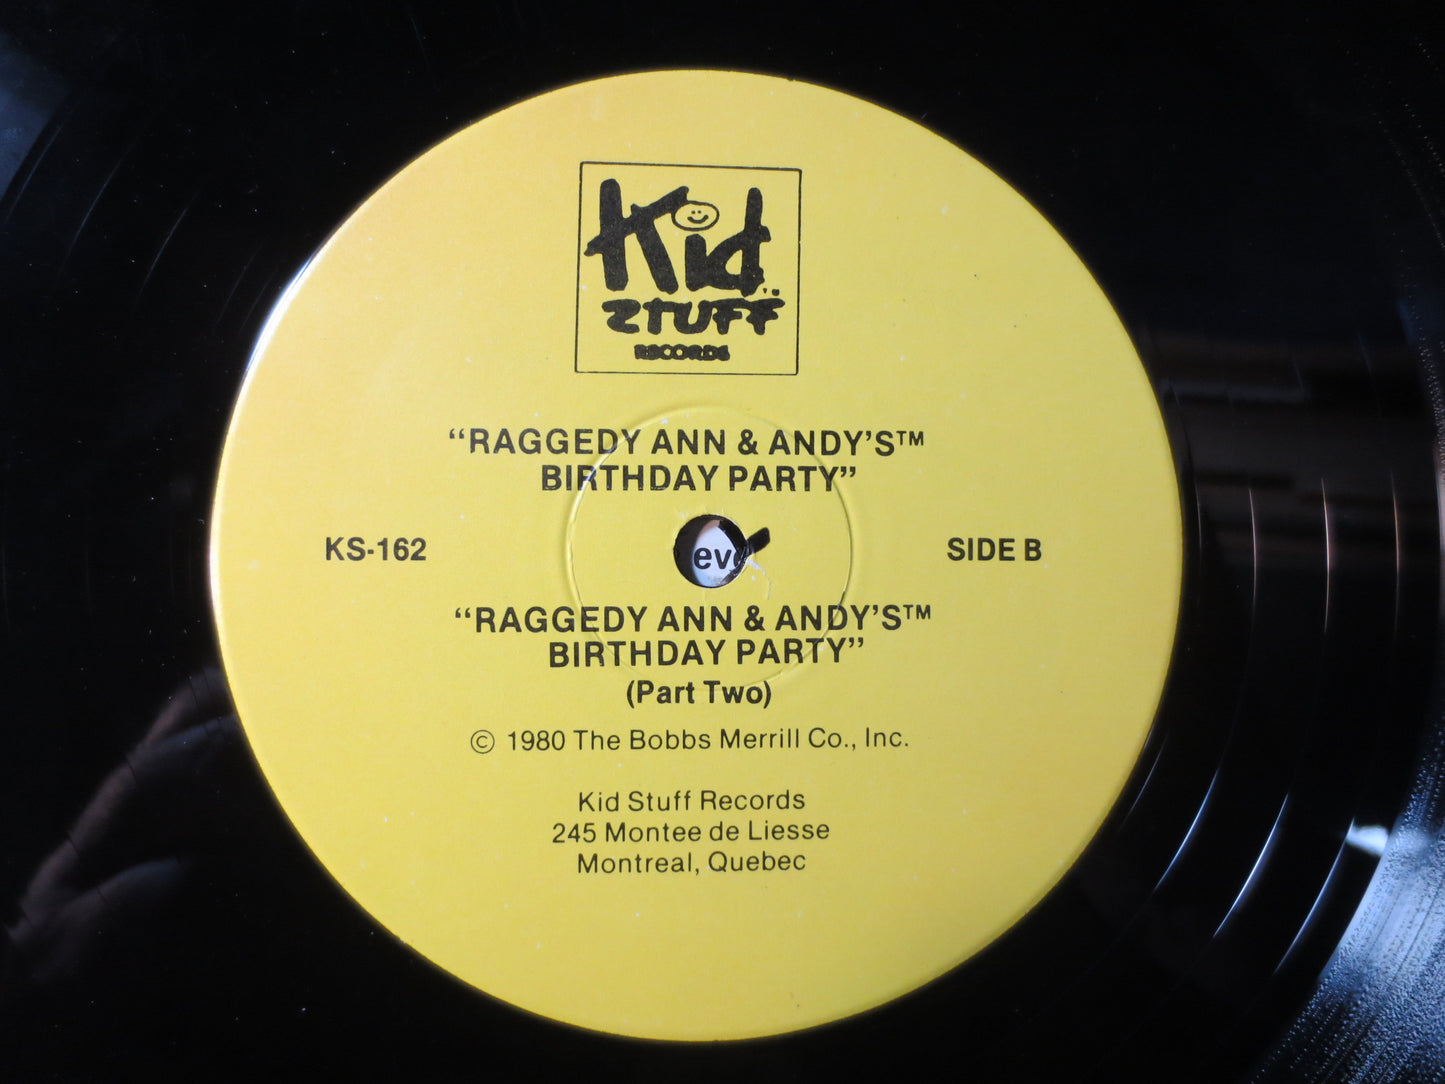 Kid
STUFF
RECORDS
“RAGGEDY ANN & ANDY’S™
BIRTHDAY PARTY”
KS-162
SIDE B
“RAGGEDY ANN & ANDY’S™
BIRTHDAY PARTY”
(Part Two)
© 1980 The Bobbs Merrill Co., Inc.
Kid Stuff Records
245 Montee de Liesse
Montreal, Quebec